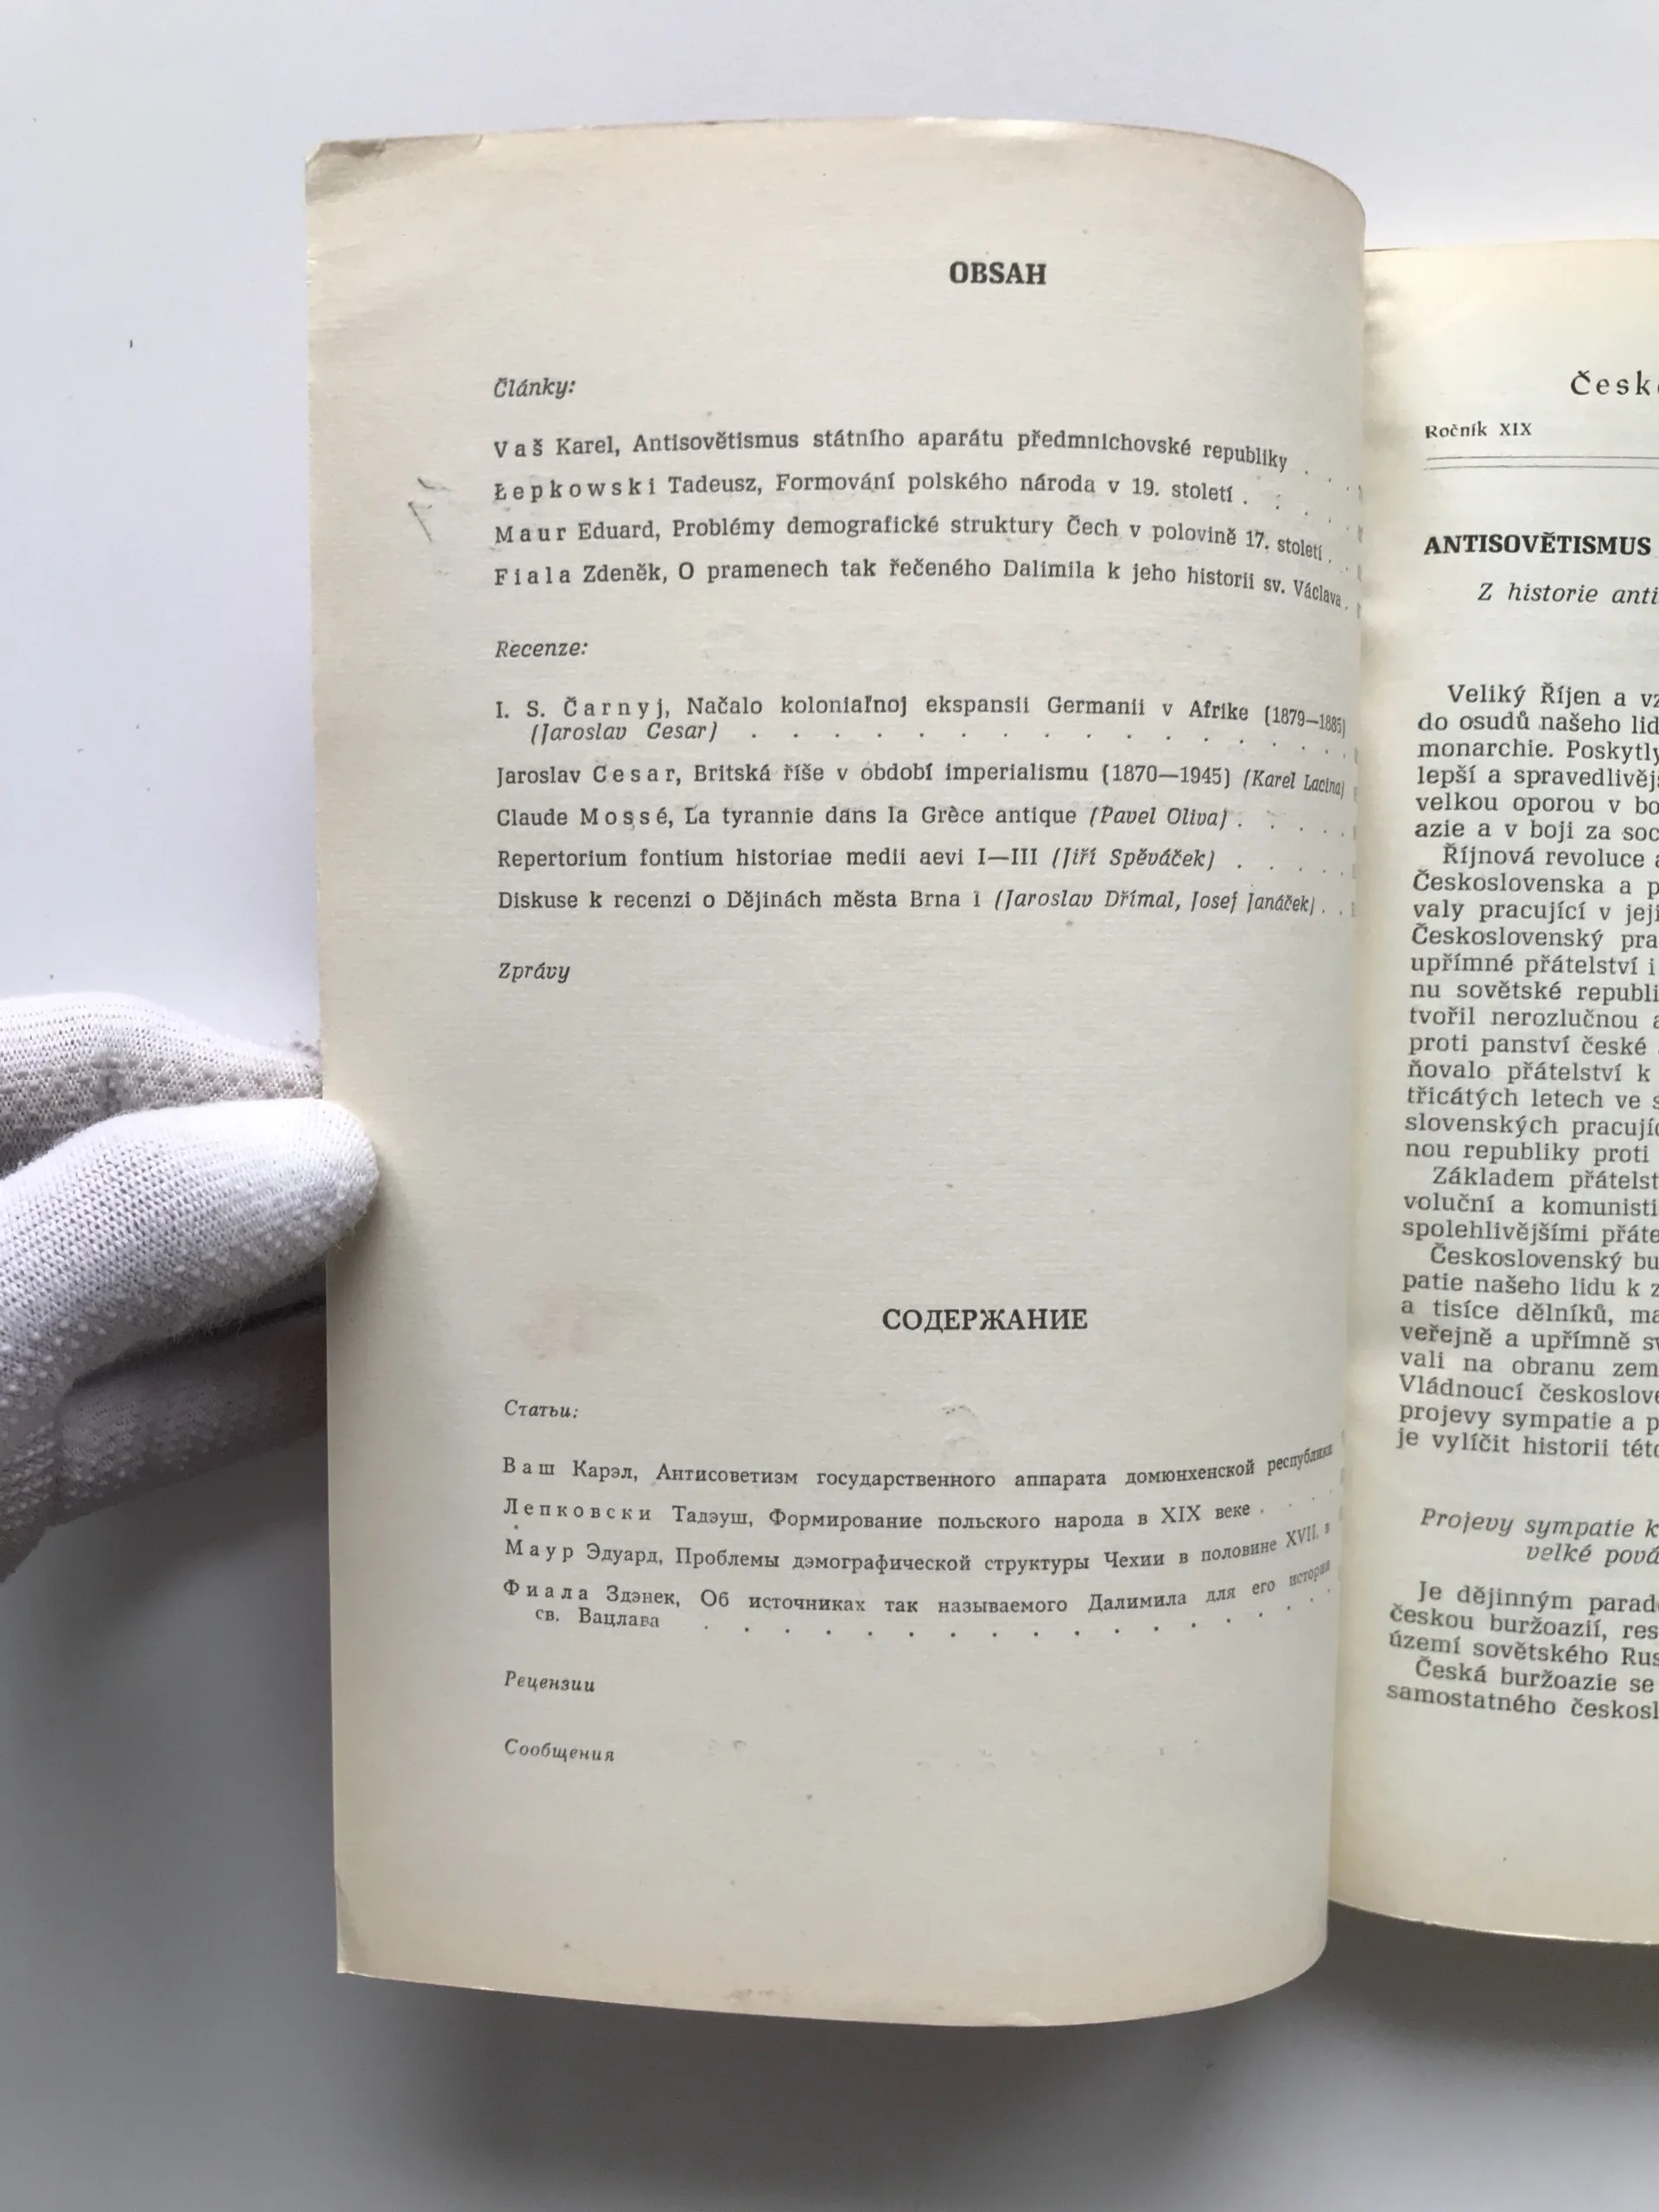 OBSAH
Články:
Vaš Karel, Antisovětismus státního aparátu předmnichovské republiky
Łepkowski Tadeusz, Formování polského národa v 19. století
Maur Eduard, Problémy demografické struktury Čech v polovině 17. století
Fiala Zdeněk, O pramenech tak řečeného Dalimila k jeho historii sv. Václava
Recenze:
I. S. Čarnyj, Načalo koloniaľnoj ekspansii Germanii v Afrike (1879—1885)
(Jaroslav Cesar)
Jaroslav Cesar, Britská říše v období imperialismu (1870—1945) (Karel Lacina)
Claude Mossé, La tyrannie dans la Grèce antique (Pavel Oliva)
Repertorium fontium historiae medii aevi I—III (Jiří Spěváček)
Diskuse k recenzi o Dějinách města Brna 1 (Jaroslav Dřímal, Josef Janáček)
Zprávy
СОДЕРЖАНИЕ
Статьи:
Ваш Карэл, Антисоветизм государственного аппарата домюнхенской республики
Лепковски Тадэуш, Формирование польского народа в XIX веке
Маур Эдуард, Проблемы дэмографической структуры Чехии в половине XVII. в
Фиала Здэнек, Об источниках так называемого Далимила для его истории
св. Вацлава
Рецензии
Сообщения
Česk
Ročník XIX
ANTISOVĚTISMUS
Z historie anti
Veliký Říjen a vz
do osudů našeho lid
monarchie. Poskytly
lepší a spravedlivěj
velkou oporou v bo
azie a v boji za soc
Říjnová revoluce a
Československa a p
valy pracující v jeji
Československý pra
upřímné přátelství i
nu sovětské republi
tvořil nerozlučnou a
proti panství české
ňovalo přátelství k
třicátých letech ve s
slovenských pracujíc
nou republiky proti
Základem přátelst
voluční a komunisti
spolehlivějšími přáte
Československý bu
patie našeho lidu k z
a tisíce dělníků, ma
veřejně a upřímně sv
vali na obranu zem
Vládnoucí českoslove
projevy sympatie a p
je vylíčit historii této
Projevy sympatie k
velké pová
Je dějinným parad
českou buržoazií, res
území sovětského Rus
Česká buržoazie se
samostatného českosl